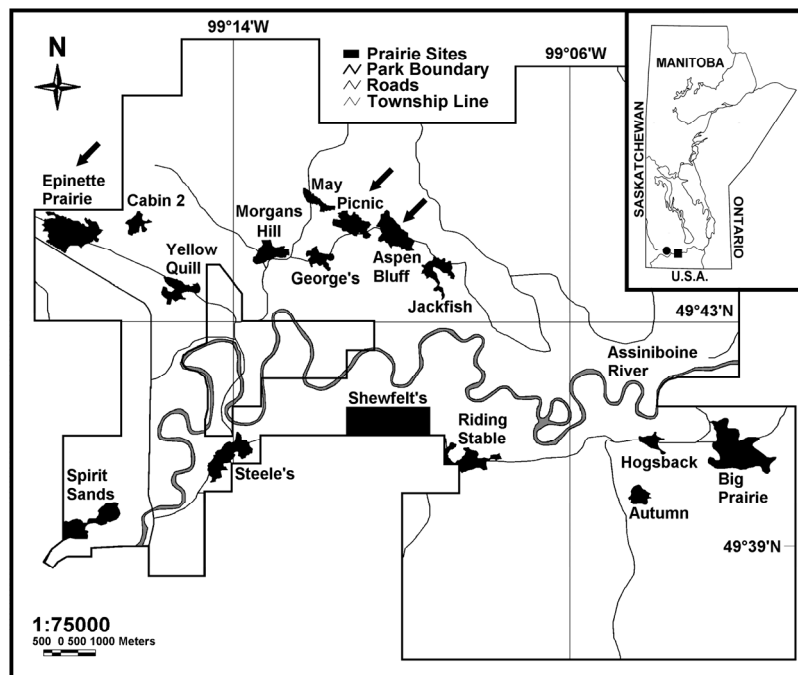 99°14'W
99°06'W
N
Prairie Sites
Park Boundary
Roads
Township Line
MANITOBA
SASKATCHEWAN
ONTARIO
U.S.A.
Epinette
Prairie
Cabin 2
Yellow
Quill
Morgans
Hill
May
Picnic
George's
Aspen
Bluff
Jackfish
49°43'N
Assiniboine
River
Shewfelt's
Riding
Stable
Steele's
Spirit
Sands
Hogsback
Big
Prairie
Autumn
49°39'N
1:75000
500 0 500 1000 Meters